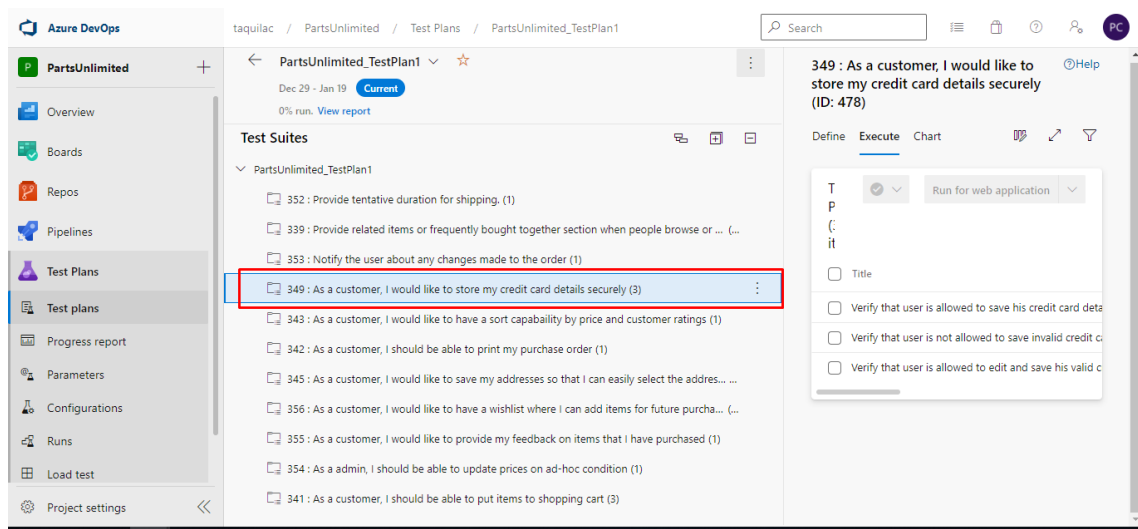 Azure DevOps
taquilac / PartsUnlimited / Test Plans / PartsUnlimited_TestPlan1
Search
PC
P PartsUnlimited
Overview
Boards
Repos
Pipelines
Test Plans
Test plans
Progress report
Parameters
Configurations
Runs
Load test
Project settings
PartsUnlimited_TestPlan1
Dec 29 - Jan 19 Current
0% run. View report
Test Suites
PartsUnlimited_TestPlan1
352 : Provide tentative duration for shipping. (1)
339 : Provide related items or frequently bought together section when people browse or ... (...
353 : Notify the user about any changes made to the order (1)
349 : As a customer, I would like to store my credit card details securely (3)
343 : As a customer, I would like to have a sort capabaility by price and customer ratings (1)
342 : As a customer, I should be able to print my purchase order (1)
345 : As a customer, I would like to save my addresses so that I can easily select the addres... ...
356 : As a customer, I would like to have a wishlist where I can add items for future purcha... (...
355 : As a customer, I would like to provide my feedback on items that I have purchased (1)
354 : As a admin, I should be able to update prices on ad-hoc condition (1)
341 : As a customer, I should be able to put items to shopping cart (3)
349 : As a customer, I would like to
store my credit card details securely
(ID: 478)
Help
Define Execute Chart
T
P
(3
it
Run for web application
Title
Verify that user is allowed to save his credit card deta
Verify that user is not allowed to save invalid credit ca
Verify that user is allowed to edit and save his valid c